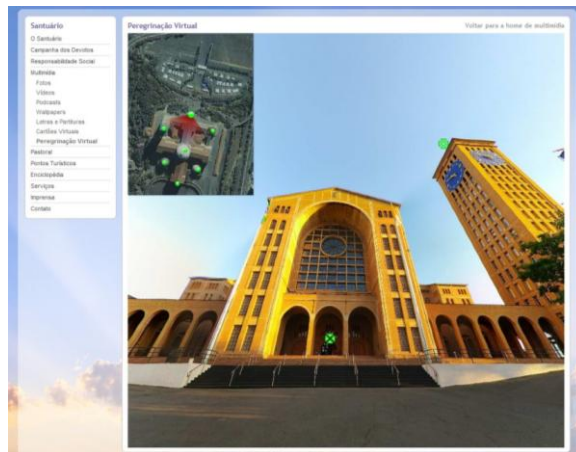 Santuário
O Santuário
Campanha dos Devotos
Responsabilidade Social
Multimídia
Fotos
Vídeos
Podcasts
Wallpapers
Letras e Partituras
Cartões Virtuais
Peregrinação Virtual
Pastoral
Pontos Turísticos
Enciclopédia
Serviços
Imprensa
Contato
Peregrinação Virtual
Voltar para a home de multimídia